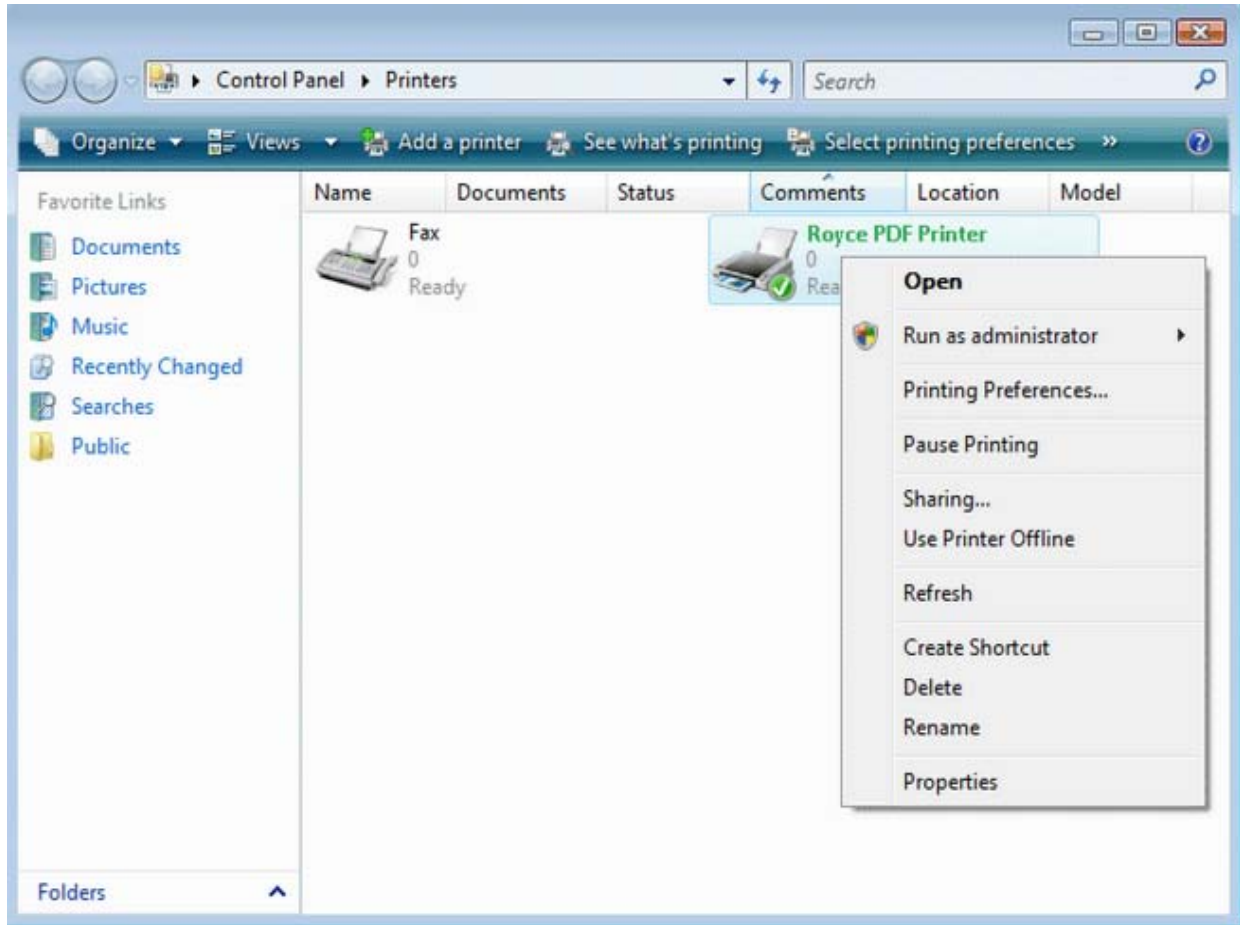 Control Panel Printers Search
Organize Views Add a printer See what's printing Select printing preferences »
Favorite Links
Documents
Pictures
Music
Recently Changed
Searches
Public
Folders
Name Documents Status Comments Location Model
Fax
0
Ready
Royce PDF Printer
0
Rea
Open
Run as administrator
Printing Preferences...
Pause Printing
Sharing...
Use Printer Offline
Refresh
Create Shortcut
Delete
Rename
Properties